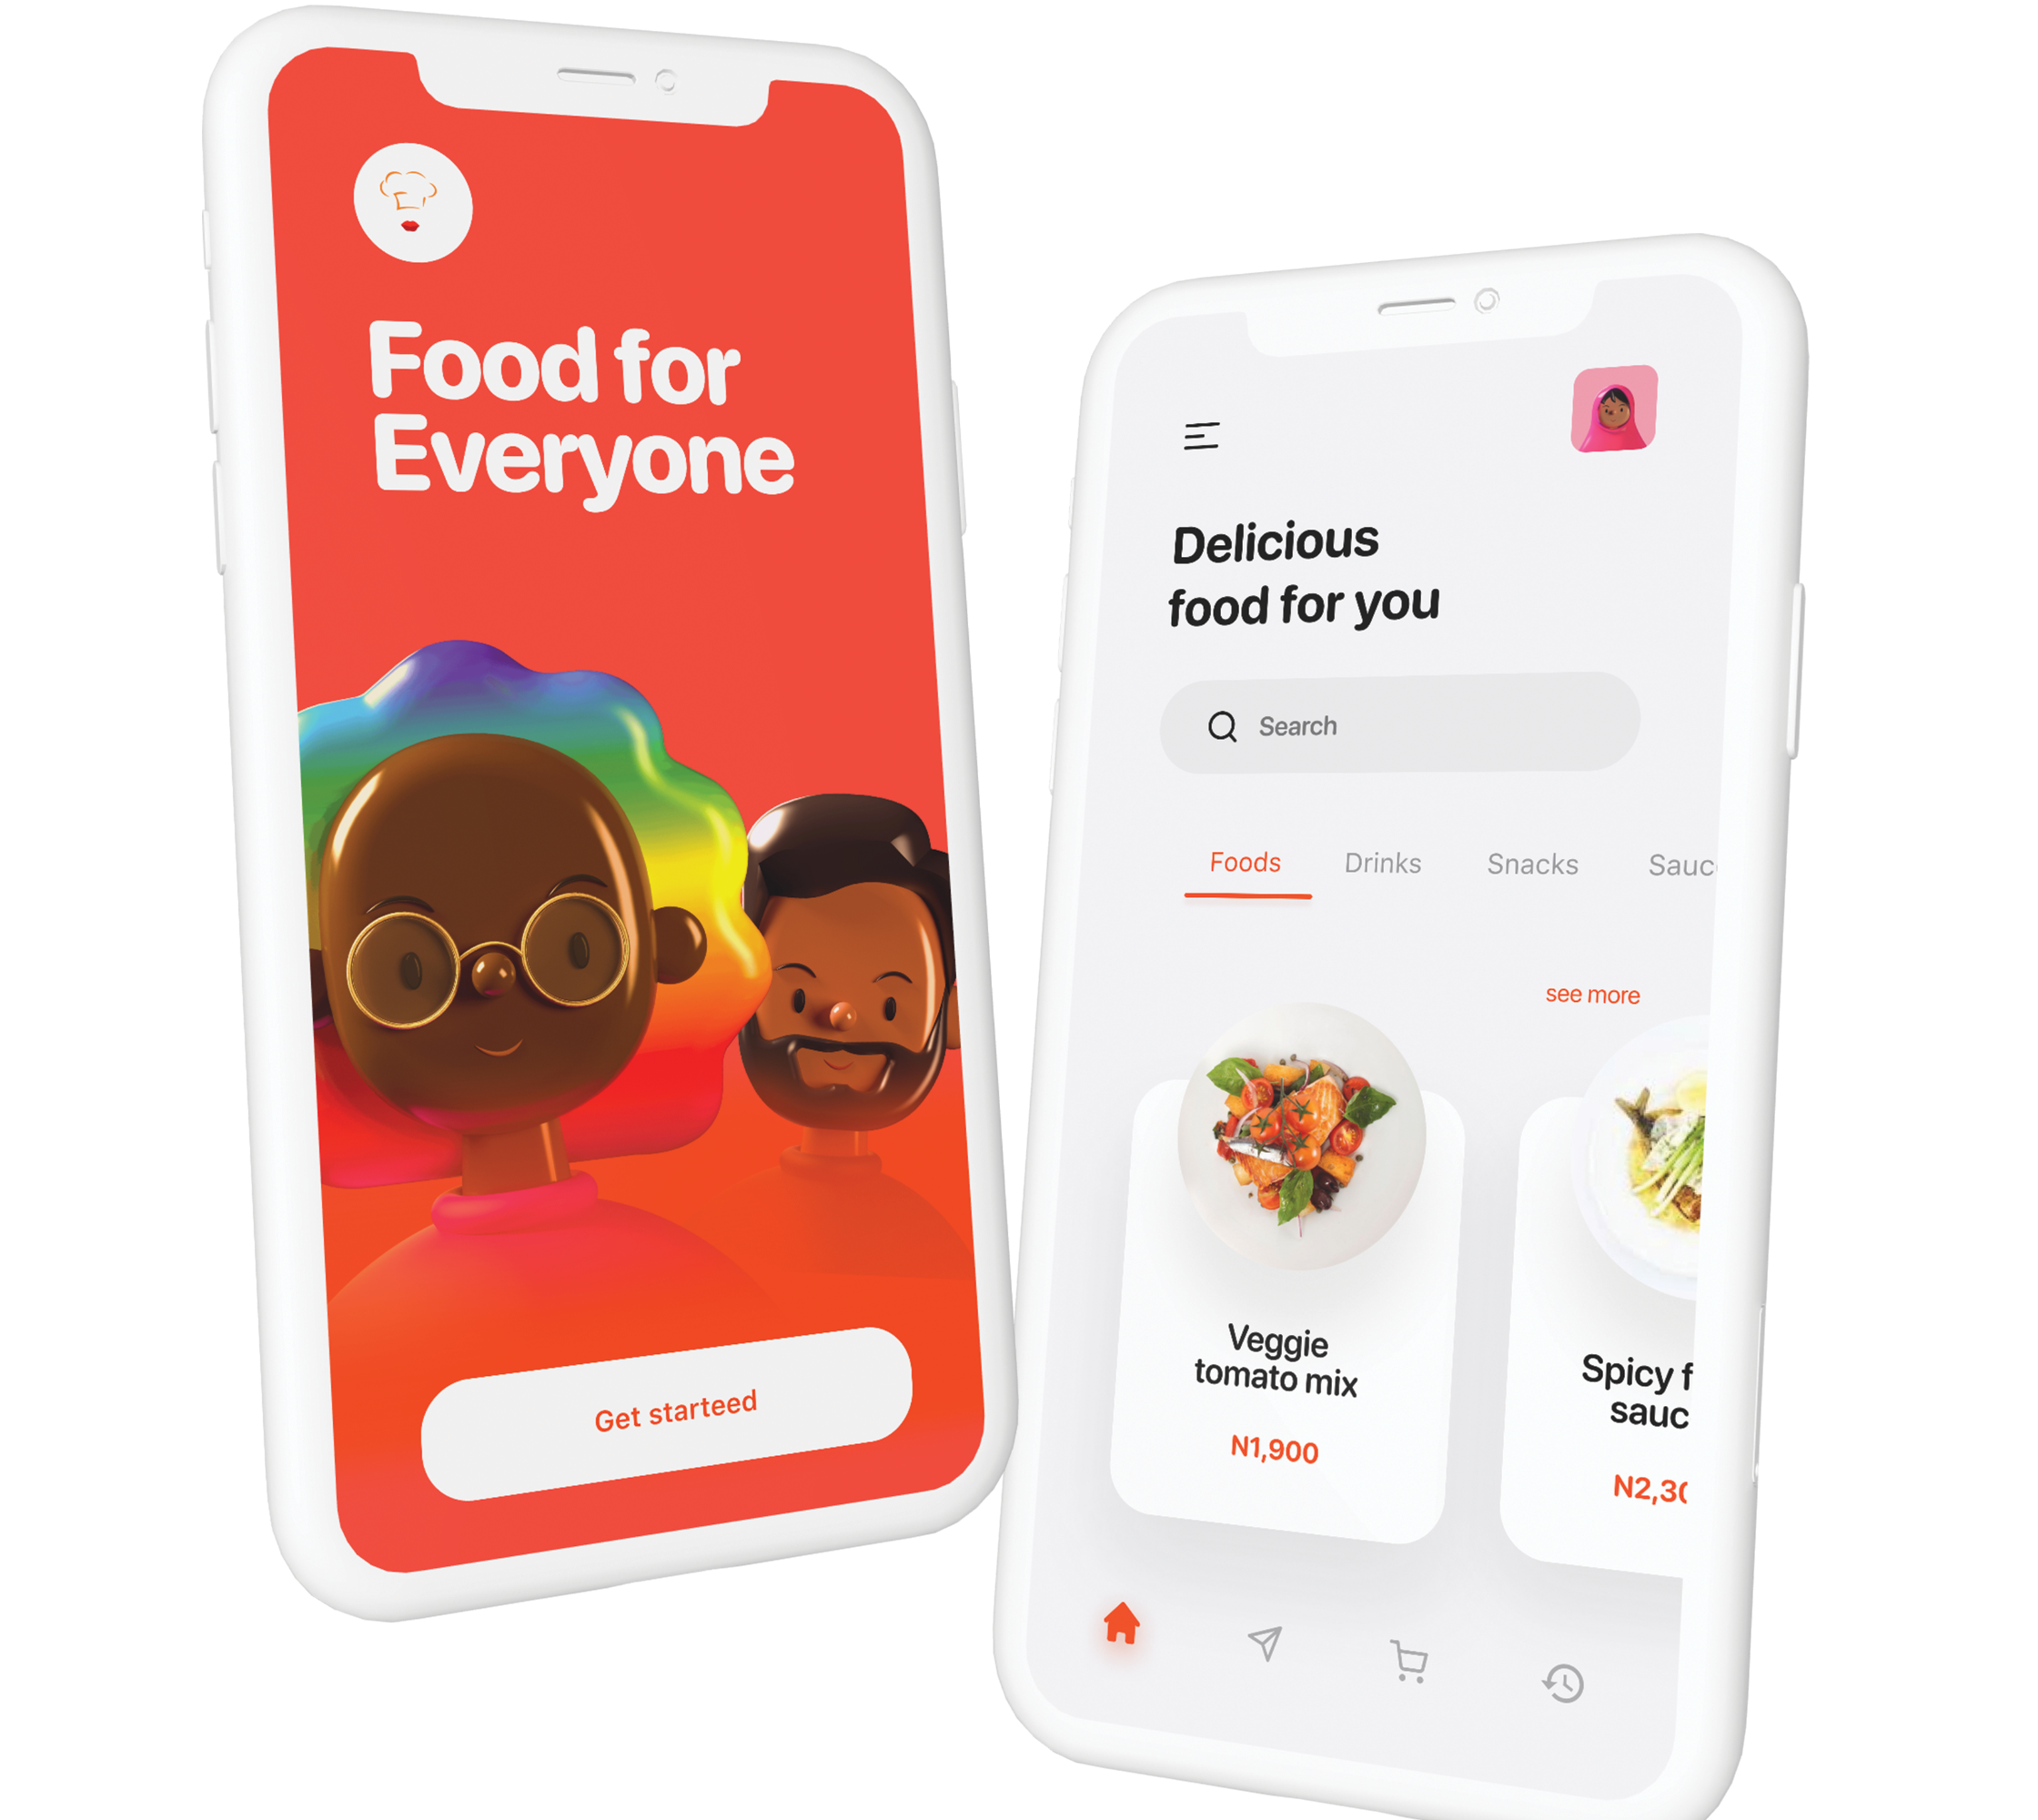 Food for
Everyone
Get starteed
Delicious
food for you
Search
Foods Drinks Snacks Sauc
see more
Veggie
tomato mix
N1,900
Spicy f
sauc
N2,30